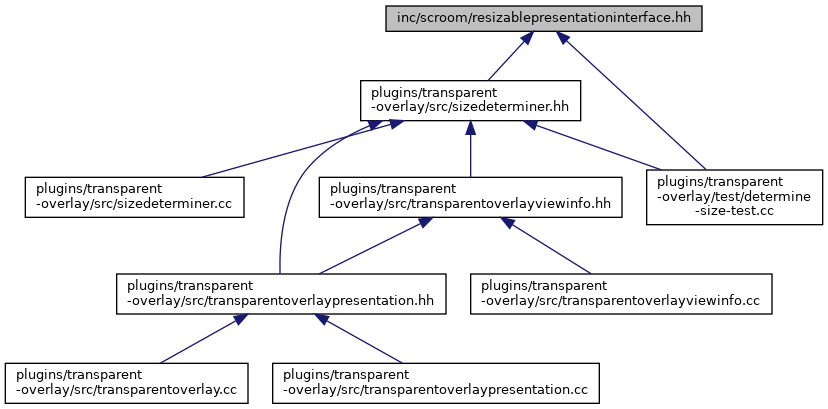 inc/scroom/resizablepresentationinterface.hh
plugins/transparent
-overlay/src/sizedeterminer.hh
plugins/transparent
-overlay/src/sizedeterminer.cc
plugins/transparent
-overlay/src/transparentoverlayviewinfo.hh
plugins/transparent
-overlay/test/determine
-size-test.cc
plugins/transparent
-overlay/src/transparentoverlaypresentation.hh
plugins/transparent
-overlay/src/transparentoverlayviewinfo.cc
plugins/transparent
-overlay/src/transparentoverlay.cc
plugins/transparent
-overlay/src/transparentoverlaypresentation.cc